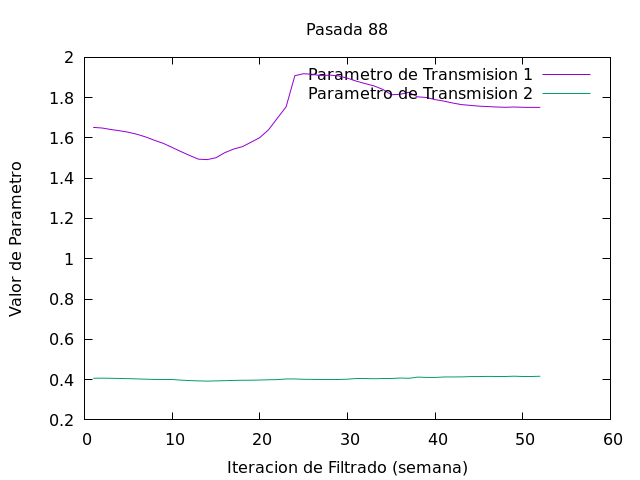 Pasada 88
Parametro de Transmision 1
Parametro de Transmision 2
Valor de Parametro
2
1.8
1.6
1.4
1.2
1
0.8
0.6
0.4
0.2
0 10 20 30 40 50 60
Iteracion de Filtrado (semana)